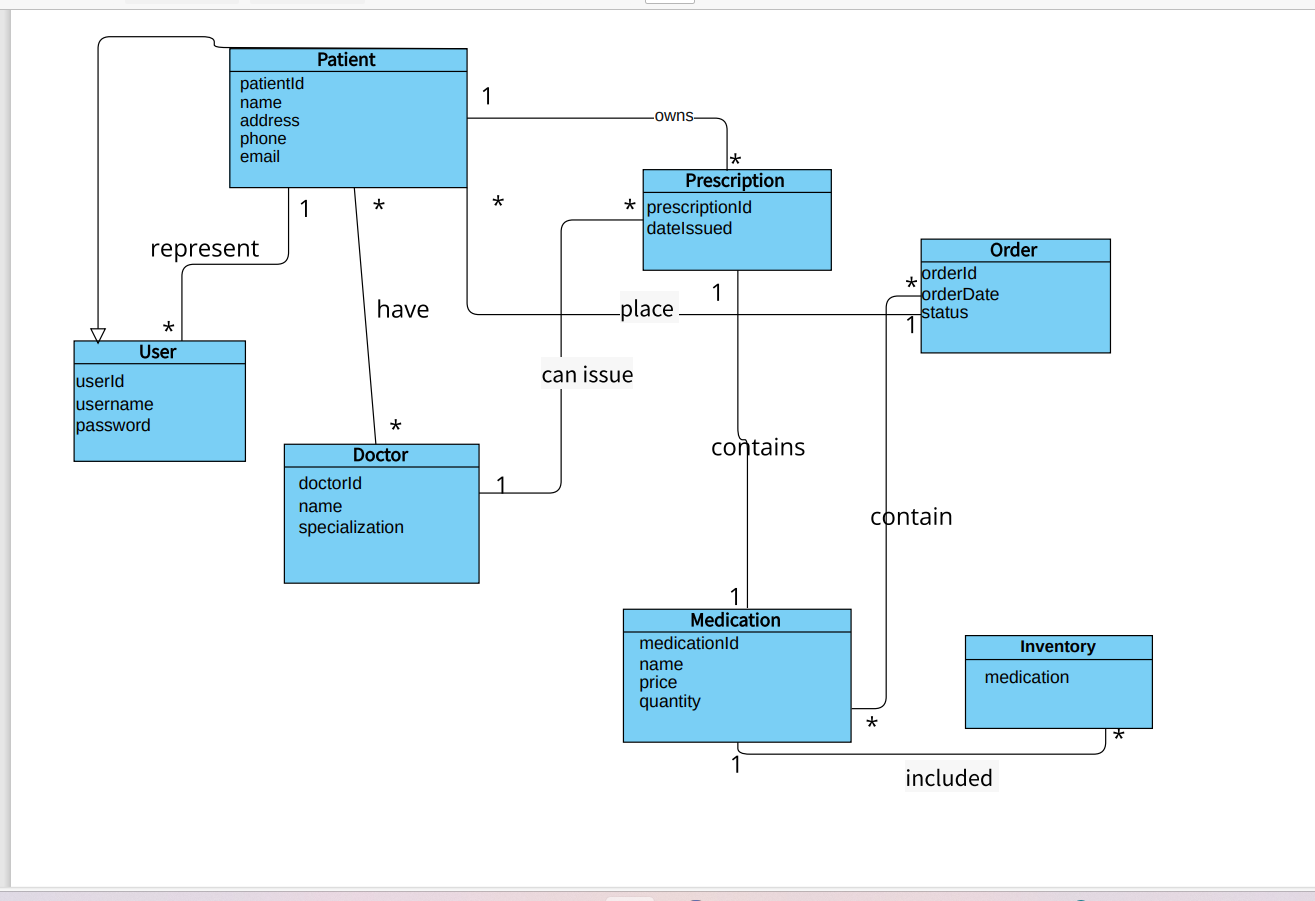 Patient
patientId
name
address
phone
email
1
owns
*
Prescription
prescriptionId
dateIssued
1
*
*
*
represent
*
have
place
1
*
1
Order
orderId
orderDate
status
User
userId
username
password
can issue
*
Doctor
doctorId
name
specialization
1
contains
contain
1
Medication
medicationId
name
price
quantity
*
Inventory
medication
*
1
included